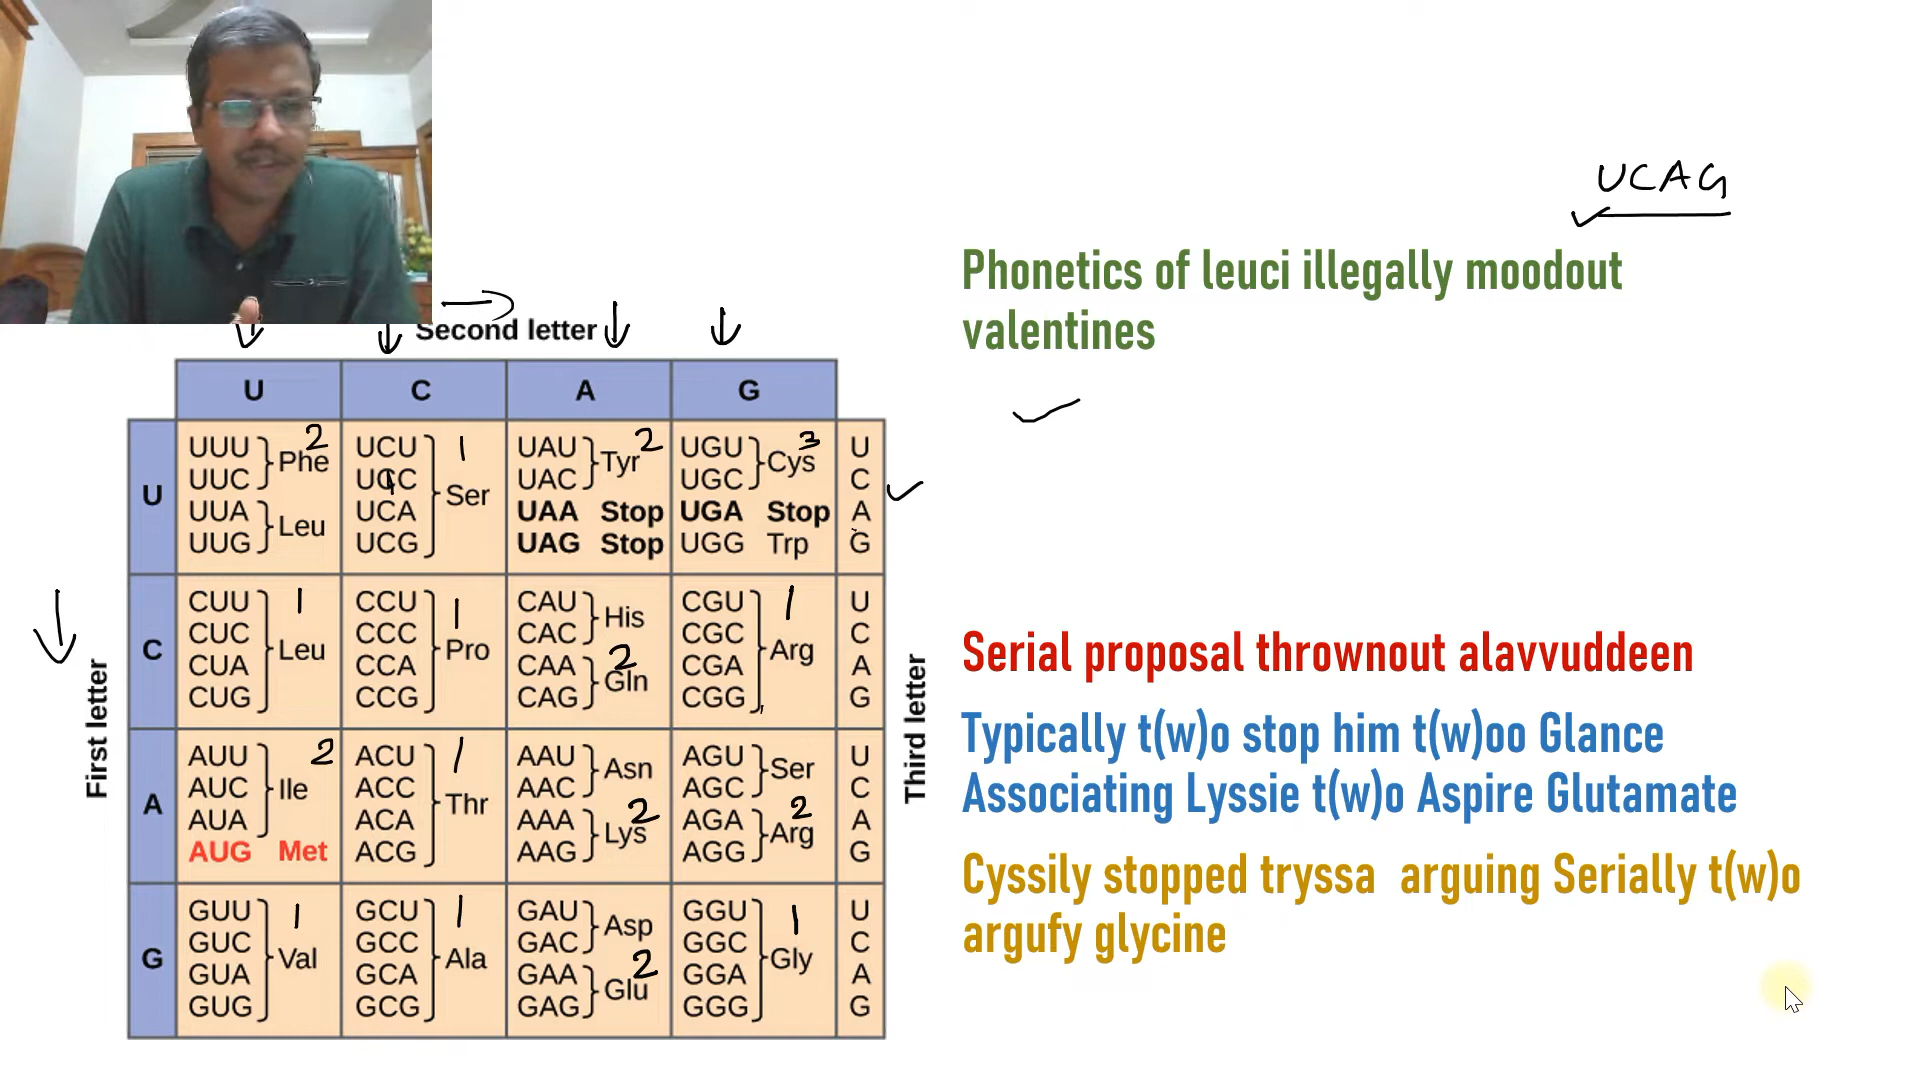 UCAG
Phonetics of leuci illegally moodout
valentines
Second letter
U C A G
U
UUU Phe 2
UUC
UUA Leu
UUG
UCU 1
UCC
UCA Ser
UCG
UAU Tyr 2
UAC
UAA Stop
UAG Stop
UGU Cys 3
UGC
UGA Stop
UGG Trp
U
C
A
G
C
CUU 1
CUC Leu
CUA
CUG
CCU 1
CCC Pro
CCA
CCG
CAU His
CAC
CAA Gln 2
CAG
CGU 1
CGC Arg
CGA
CGG
U
C
A
G
A
AUU 2
AUC Ile
AUA
AUG Met
ACU 1
ACC Thr
ACA
ACG
AAU Asn
AAC
AAA Lys 2
AAG
AGU Ser
AGC
AGA Arg 2
AGG
U
C
A
G
G
GUU 1
GUC Val
GUA
GUG
GCU 1
GCC Ala
GCA
GCG
GAU Asp
GAC
GAA Glu 2
GAG
GGU 1
GGC Gly
GGA
GGG
U
C
A
G
First letter
Third letter
Serial proposal thrownout alavvuddeen
Typically t(w)o stop him t(w)oo Glance
Associating Lyssie t(w)o Aspire Glutamate
Cyssily stopped tryssa arguing Serially t(w)o
argufy glycine